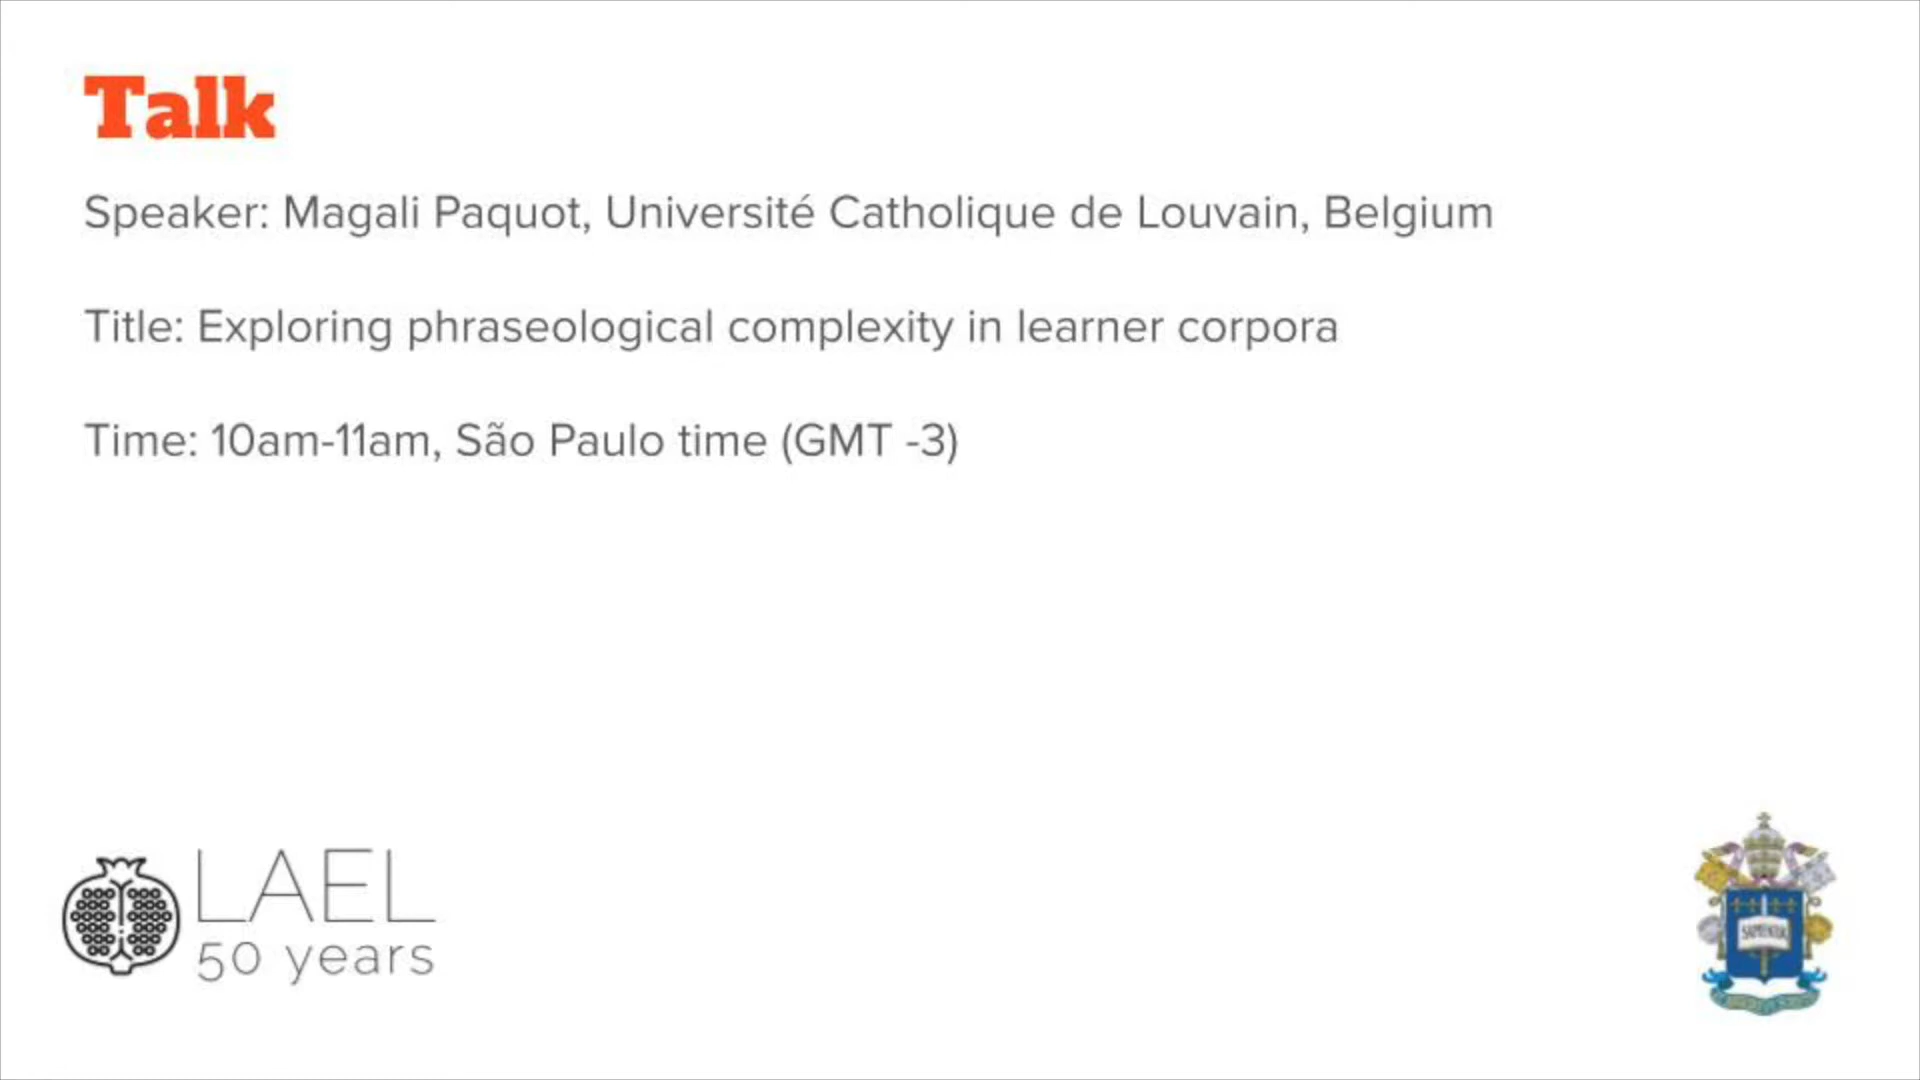 Talk
Speaker: Magali Paquot, Université Catholique de Louvain, Belgium
Title: Exploring phraseological complexity in learner corpora
Time: 10am-11am, São Paulo time (GMT -3)
LAEL
50 years